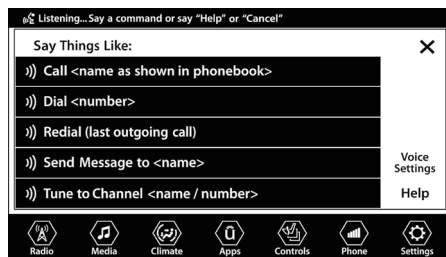 Listening... Say a command or say "Help" or "Cancel"
Say Things Like:
Call <name as shown in phonebook>
Dial <number>
Redial (last outgoing call)
Send Message to <name>
Tune to Channel <name / number>
Voice
Settings
Help
Radio Media Climate Apps Controls Phone Settings